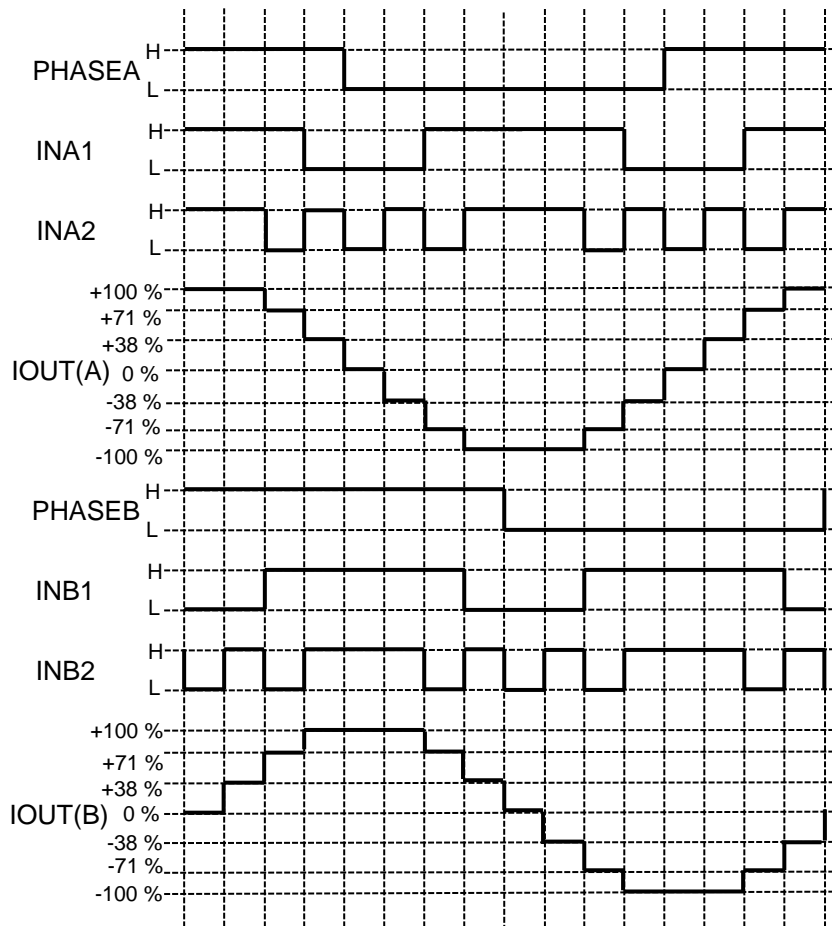 H
PHASEA
L
H
INA1
L
H
INA2
L
+100 %
+71 %
+38 %
IOUT(A) 0 %
-38 %
-71 %
-100 %
H
PHASEB
L
H
INB1
L
H
INB2
L
+100 %
+71 %
+38 %
IOUT(B) 0 %
-38 %
-71 %
-100 %